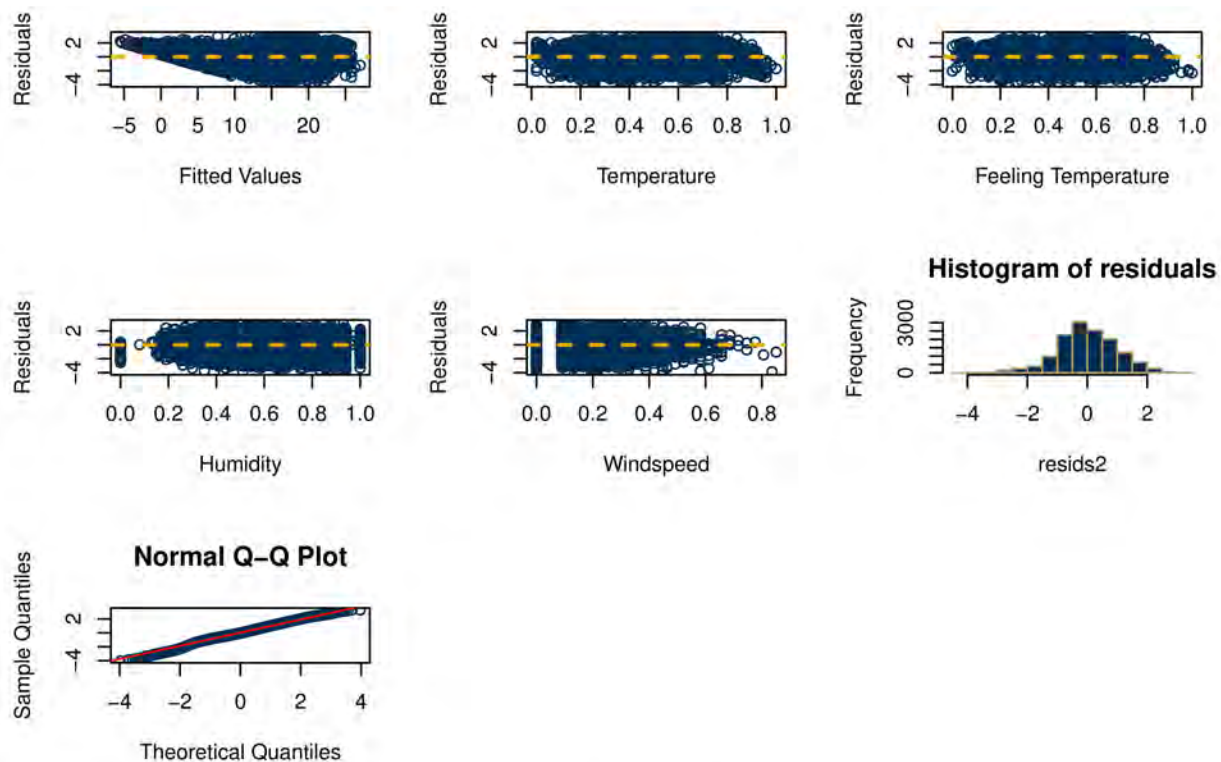 Residuals
2
-4
-5 0 5 10 20
Fitted Values
Residuals
2
-4
0.0 0.2 0.4 0.6 0.8 1.0
Temperature
Residuals
2
-4
0.0 0.2 0.4 0.6 0.8 1.0
Feeling Temperature
Residuals
2
-4
0.0 0.2 0.4 0.6 0.8 1.0
Humidity
Residuals
2
-4
0.0 0.2 0.4 0.6 0.8
Windspeed
Histogram of residuals
Frequency
3000
0
-4 -2 0 2
resids2
Normal Q-Q Plot
Sample Quantiles
2
-4
-4 -2 0 2 4
Theoretical Quantiles